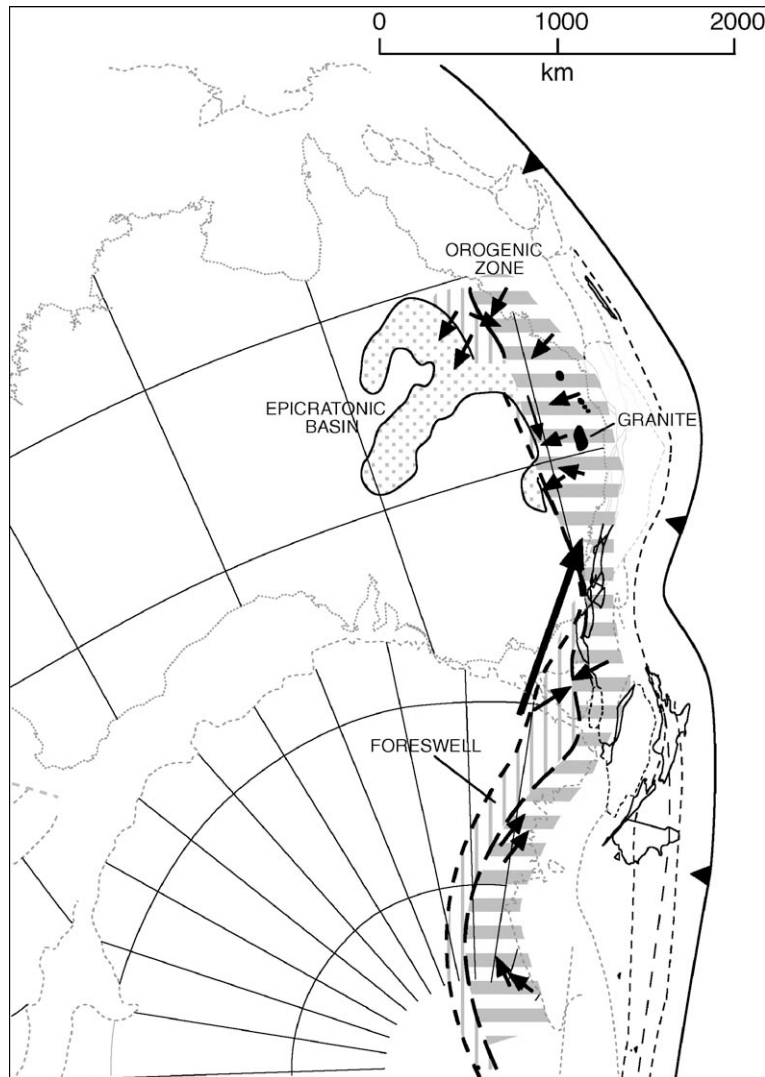 0 1000 2000
km
OROGENIC
ZONE
EPICRATONIC
BASIN
GRANITE
FORESWELL